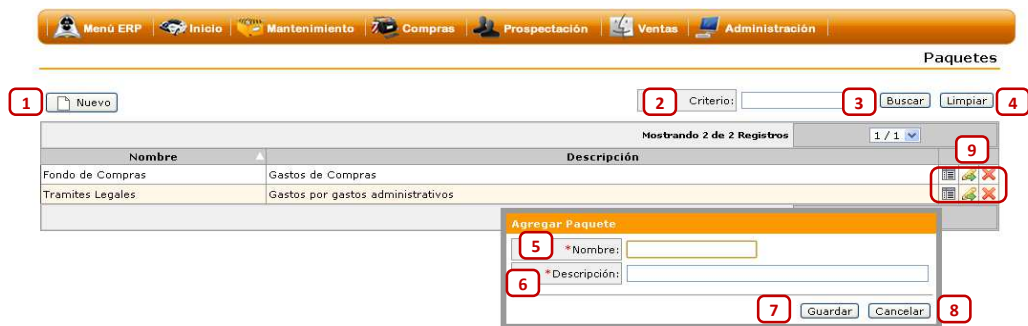 Menú ERP Inicio Mantenimiento Compras Prospectación Ventas Administración
Paquetes
1 Nuevo 2 Criterio: 3 Buscar Limpiar 4
Mostrando 2 de 2 Registros 1 / 1
9
Nombre Descripción
Fondo de Compras Gastos de Compras
Tramites Legales Gastos por gastos administrativos
Agregar Paquete
5 *Nombre:
6 *Descripción:
7 Guardar Cancelar 8